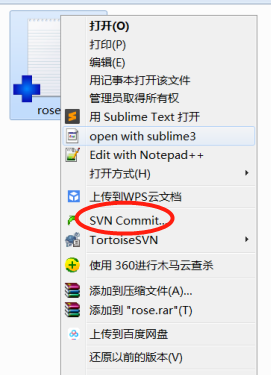 rose
打开(O)
打印(P)
编辑(E)
用记事本打开该文件
管理员取得所有权
用 Sublime Text 打开
open with sublime3
Edit with Notepad++
打开方式(H)
上传到WPS云文档
SVN Commit...
TortoiseSVN
使用 360进行木马云查杀
添加到压缩文件(A)...
添加到 "rose.rar"(T)
上传到百度网盘
还原以前的版本(V)